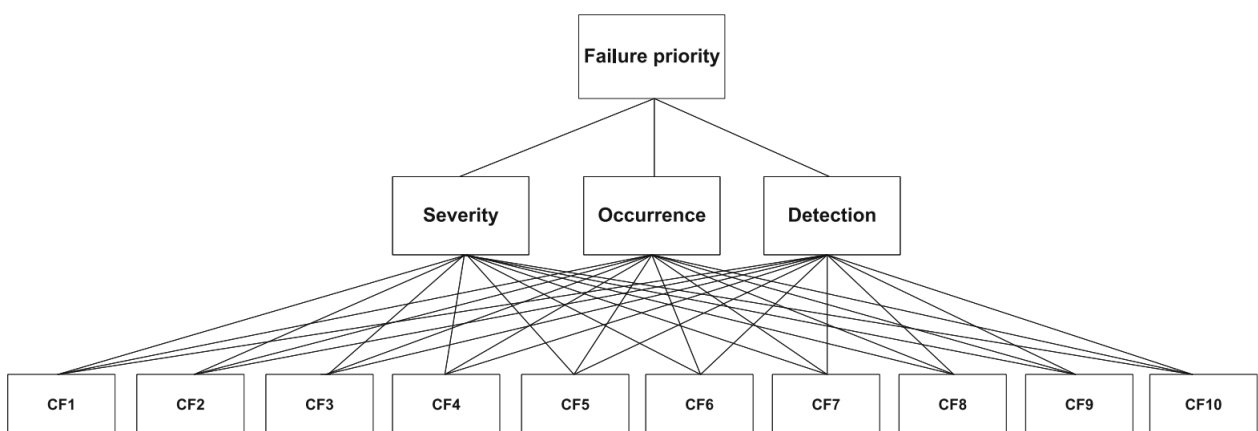 Failure priority
Severity
Occurrence
Detection
CF1
CF2
CF3
CF4
CF5
CF6
CF7
CF8
CF9
CF10